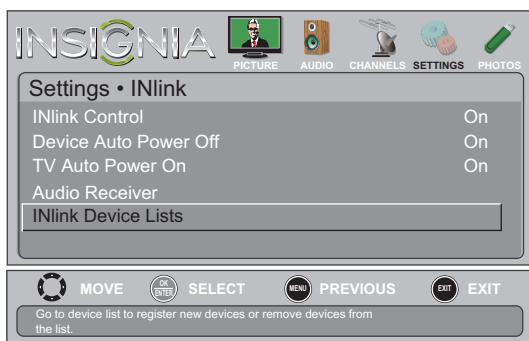 INSIGNIA
PICTURE AUDIO CHANNELS SETTINGS PHOTOS
Settings • INlink
INlink Control On
Device Auto Power Off On
TV Auto Power On On
Audio Receiver
INlink Device Lists
MOVE OK ENTER SELECT MENU PREVIOUS EXIT EXIT
Go to device list to register new devices or remove devices from
the list.